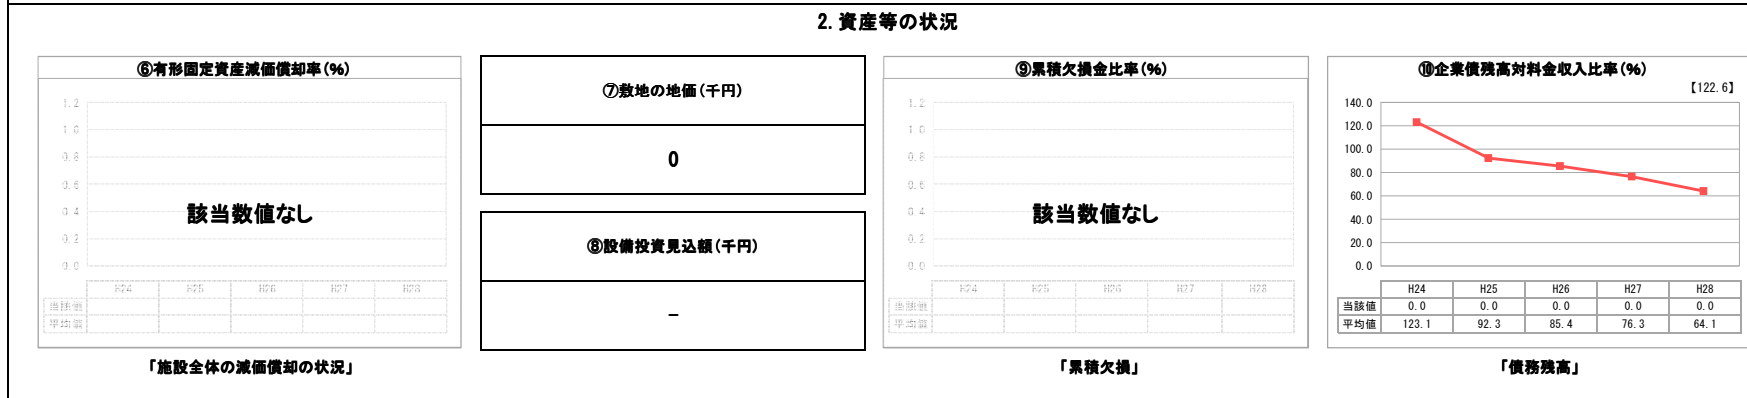 2. 資産等の状況
⑥有形固定資産減価償却率(%)
1.2
1.0
0.8
0.6
0.4
0.2
0.0
該当数値なし
H24 H25 H26 H27 H28
当該値
平均値
「施設全体の減価償却の状況」
⑦敷地の地価(千円)
0
⑧設備投資見込額(千円)
-
⑨累積欠損金比率(%)
1.2
1.0
0.8
0.6
0.4
0.2
0.0
該当数値なし
H24 H25 H26 H27 H28
当該値
平均値
「累積欠損」
⑩企業債残高対料金収入比率(%)
【122.6】
140.0
120.0
100.0
80.0
60.0
40.0
20.0
0.0
H24 H25 H26 H27 H28
当該値 0.0 0.0 0.0 0.0 0.0
平均値 123.1 92.3 85.4 76.3 64.1
「債務残高」